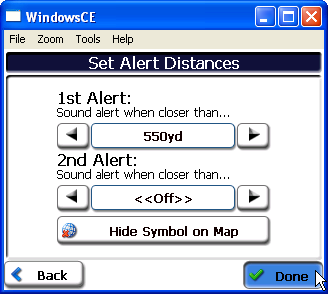 WindowsCE
File Zoom Tools Help
Set Alert Distances
1st Alert:
Sound alert when closer than...
550yd
2nd Alert:
Sound alert when closer than...
<<Off>>
Hide Symbol on Map
Back Done